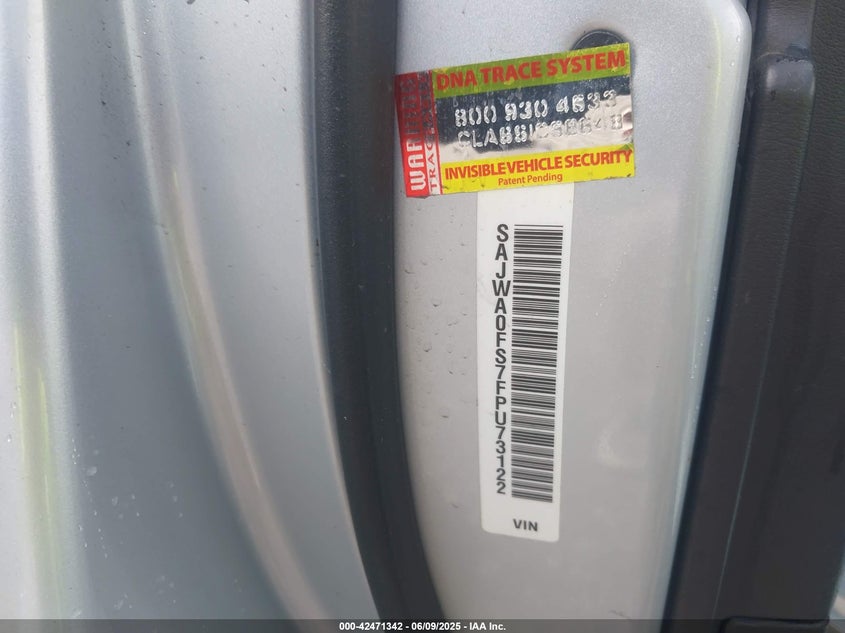 DNA TRACE SYSTEM
WARRIOR
800 930 4633
INVISIBLE VEHICLE SECURITY
Patent Pending
SAJWA0FS7FPU73122
VIN
000-42471342 / 06/09/2025 - IAA Inc.